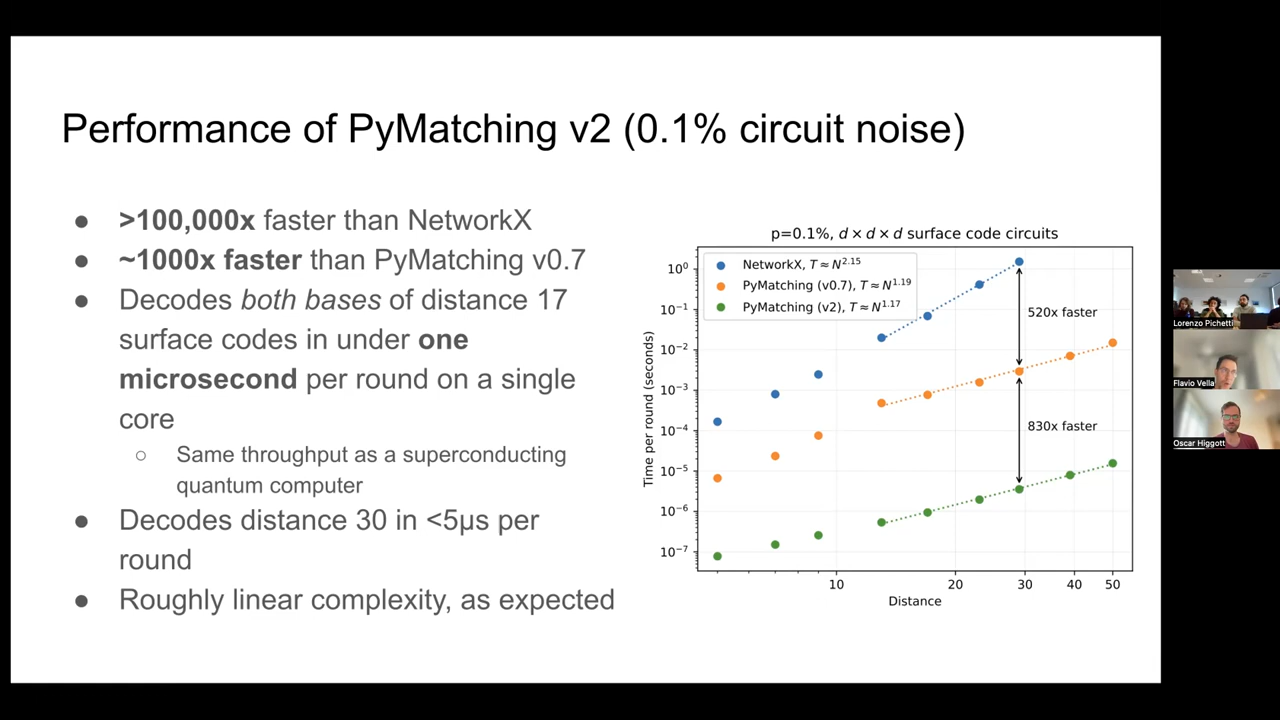 Performance of PyMatching v2 (0.1% circuit noise)
● >100,000x faster than NetworkX
● ~1000x faster than PyMatching v0.7
● Decodes both bases of distance 17
surface codes in under one
microsecond per round on a single
core
○ Same throughput as a superconducting
quantum computer
● Decodes distance 30 in <5µs per
round
● Roughly linear complexity, as expected
p=0.1%, d × d × d surface code circuits
NetworkX, T ≈ N^2.15
PyMatching (v0.7), T ≈ N^1.19
PyMatching (v2), T ≈ N^1.17
520x faster
830x faster
Time per round (seconds)
10^0
10^-1
10^-2
10^-3
10^-4
10^-5
10^-6
10^-7
10 20 30 40 50
Distance
Lorenzo Pichetti
Flavio Vella
Oscar Higgott